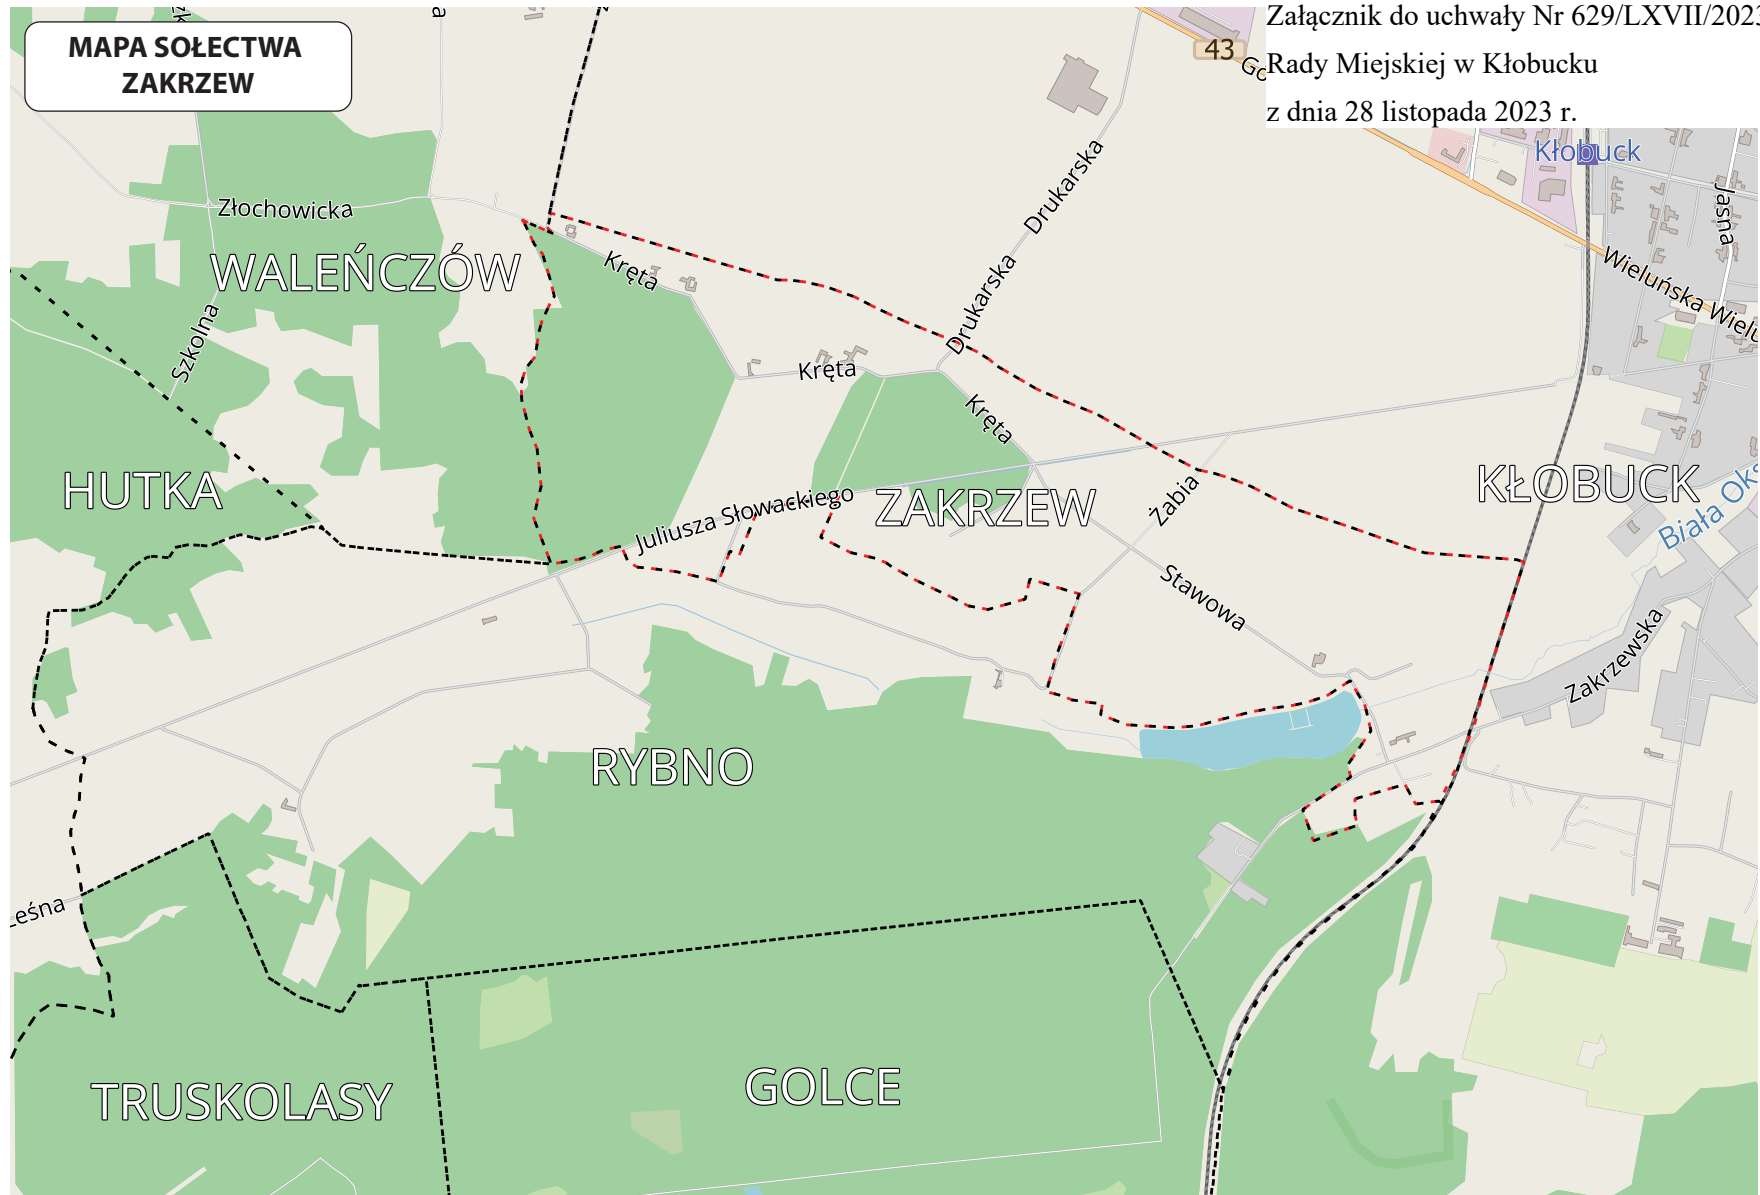 MAPA SOŁECTWA
ZAKRZEW
Załącznik do uchwały Nr 629/LXVII/2023
Rady Miejskiej w Kłobucku
z dnia 28 listopada 2023 r.
43
Kłobuck
Jasna
Wieluńska
Drukarska
Drukarska
Złochowicka
WALEŃCZÓW
Kręta
Szkolna
Kręta
Kręta
HUTKA
Juliusza Słowackiego
ZAKRZEW
Żabia
KŁOBUCK
Biała
Stawowa
Zakrzewska
RYBNO
TRUSKOLASY
GOLCE